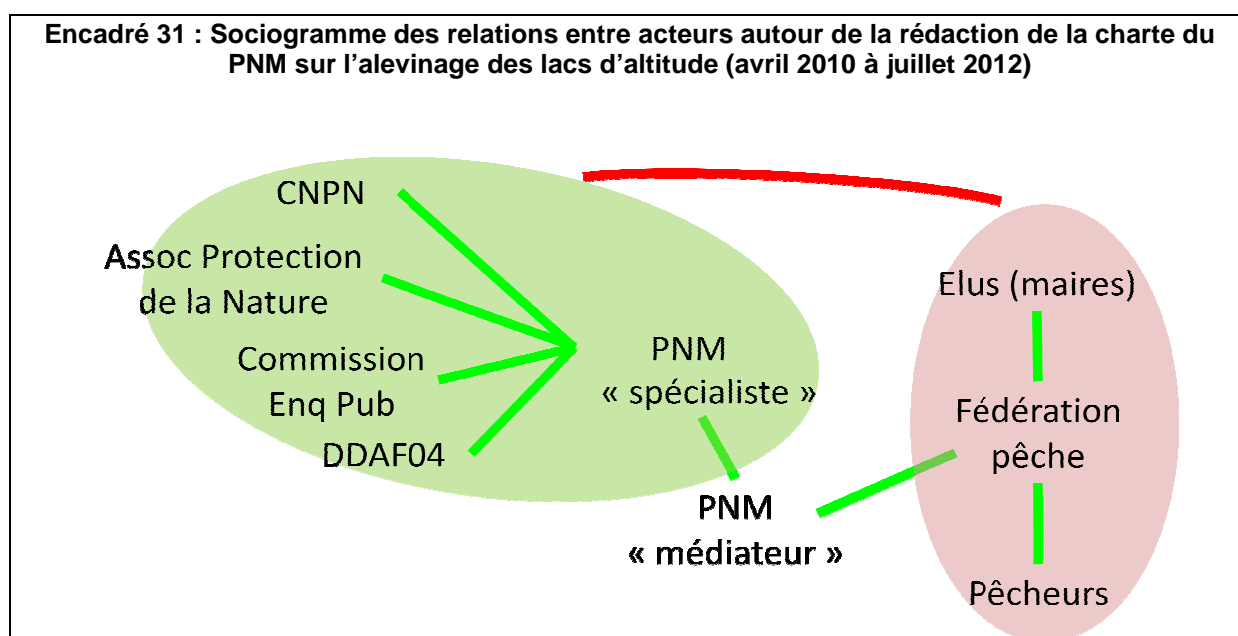 Encadré 31 : Sociogramme des relations entre acteurs autour de la rédaction de la charte du
PNM sur l'alevinage des lacs d'altitude (avril 2010 à juillet 2012)
CNPN
Assoc Protection
de la Nature
Commission
Enq Pub
DDAF04
PNM
« spécialiste »
PNM
« médiateur »
Elus (maires)
Fédération
pêche
Pêcheurs